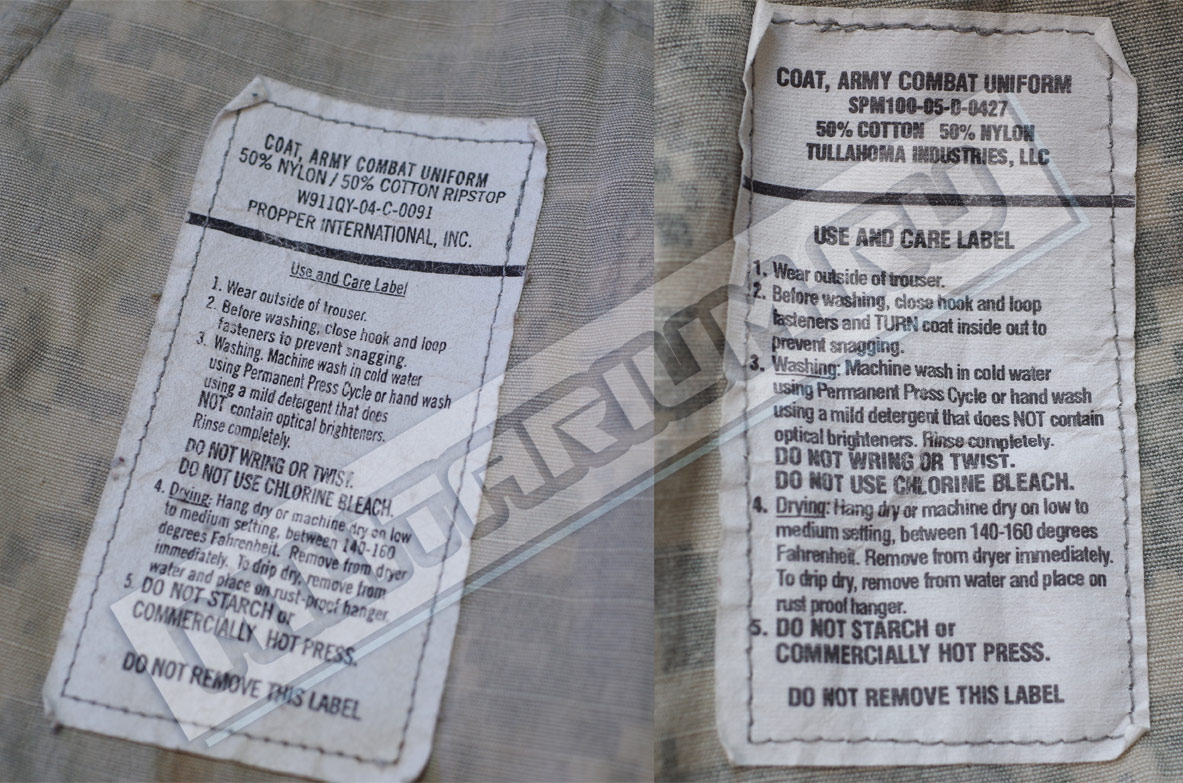 COAT, ARMY COMBAT UNIFORM
50% NYLON / 50% COTTON RIPSTOP
W911QY-04-C-0091
PROPPER INTERNATIONAL, INC.
Use and Care Label
1. Wear outside of trouser.
2. Before washing, close hook and loop
fasteners to prevent snagging.
3. Washing. Machine wash in cold water
using Permanent Press Cycle or hand wash
using a mild detergent that does
NOT contain optical brighteners.
Rinse completely.
DO NOT WRING OR TWIST.
DO NOT USE CHLORINE BLEACH.
4. Drying: Hang dry or machine dry on low
to medium setting, between 140-160
degrees Fahrenheit. Remove from dryer
immediately. To drip dry, remove from
water and place on rust-proof hanger.
5. DO NOT STARCH or
COMMERCIALLY HOT PRESS.
DO NOT REMOVE THIS LABEL
COAT, ARMY COMBAT UNIFORM
SPM100-05-D-0427
50% COTTON 50% NYLON
TULLAHOMA INDUSTRIES, LLC
USE AND CARE LABEL
1. Wear outside of trouser.
2. Before washing, close hook and loop
fasteners and TURN coat inside out to
prevent snagging.
3. Washing: Machine wash in cold water
using Permanent Press Cycle or hand wash
using a mild detergent that does NOT contain
optical brighteners. Rinse completely.
DO NOT WRING OR TWIST.
DO NOT USE CHLORINE BLEACH.
4. Drying: Hang dry or machine dry on low to
medium setting, between 140-160 degrees
Fahrenheit. Remove from dryer immediately.
To drip dry, remove from water and place on
rust proof hanger.
5. DO NOT STARCH or
COMMERCIALLY HOT PRESS.
DO NOT REMOVE THIS LABEL